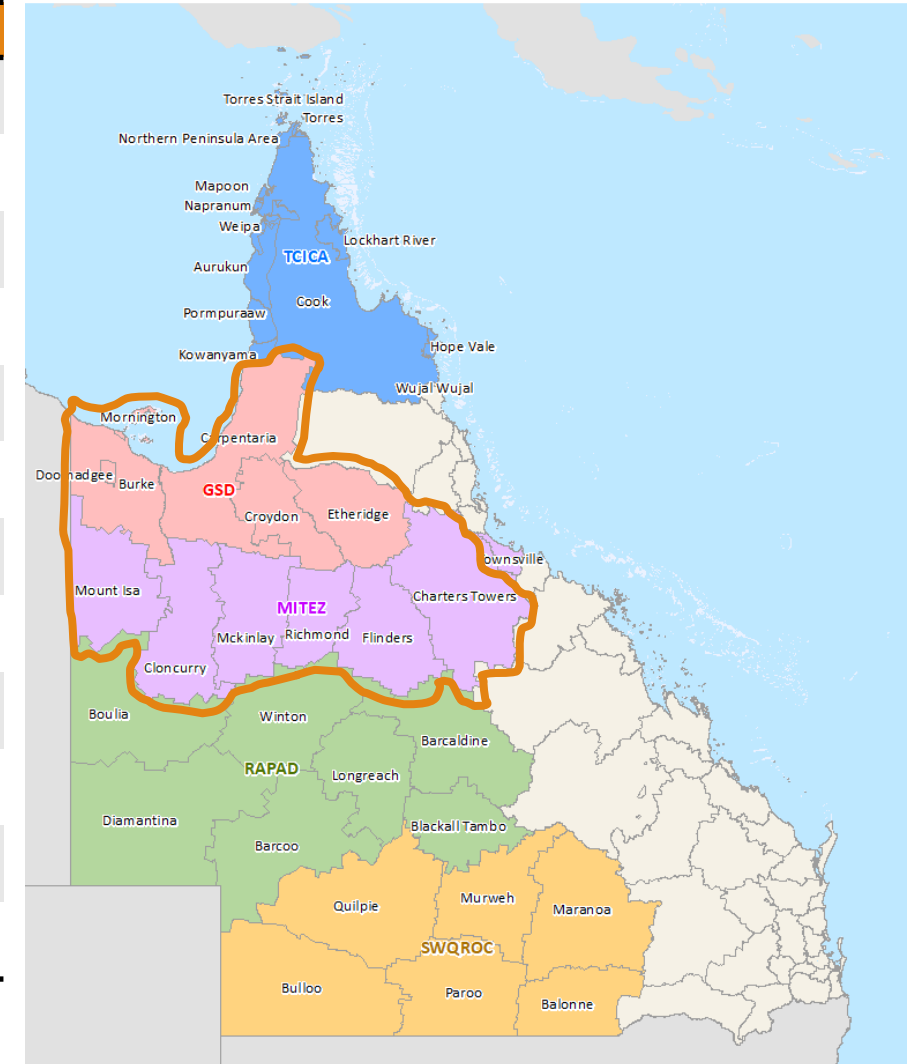 Torres Strait Island
Torres
Northern Peninsula Area
Mapoon
Napranum
Weipa
Lockhart River
TCICA
Aurukun
Cook
Pormpuraaw
Hope Vale
Kowanyama
Wujal Wujal
Mornington
Carpentaria
Doomadgee
Burke
GSD
Croydon
Etheridge
ownsville
Mount Isa
Charters Towers
MITEZ
Mckinlay
Richmond
Flinders
Cloncurry
Boulia
Winton
Barcaldine
RAPAD
Longreach
Diamantina
Blackall Tambo
Barcoo
Quilpie
Murweh
Maranoa
SWQROC
Bulloo
Paroo
Balonne